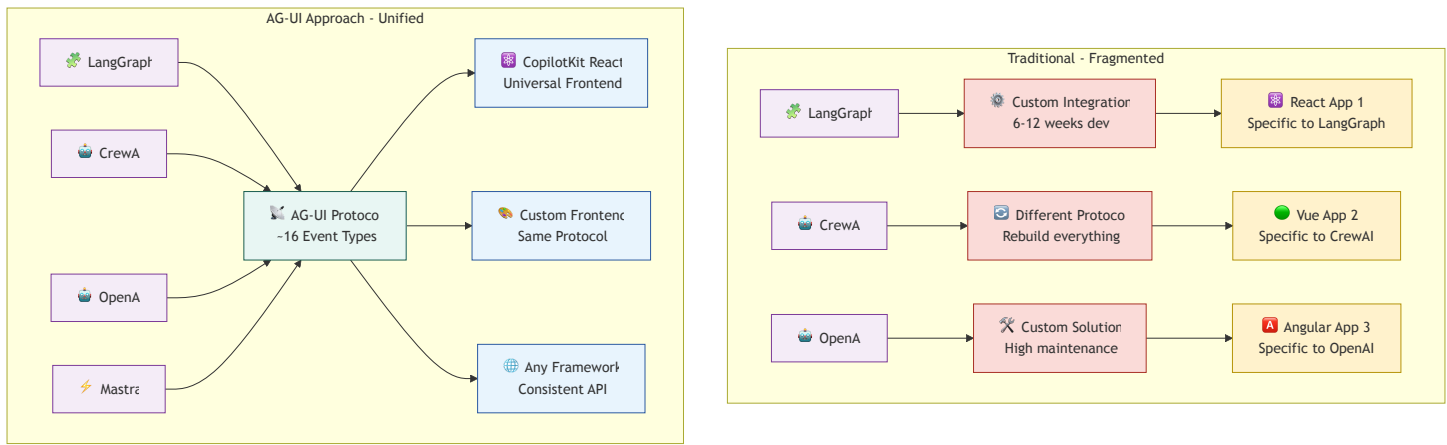 AG-UI Approach - Unified
LangGraph
CrewA
OpenA
Mastra
AG-UI Protoco
~16 Event Types
CopilotKit React
Universal Frontend
Custom Frontend
Same Protocol
Any Framework
Consistent API
Traditional - Fragmented
LangGraph
Custom Integration
6-12 weeks dev
React App 1
Specific to LangGraph
CrewA
Different Protoco
Rebuild everything
Vue App 2
Specific to CrewAI
OpenA
Custom Solution
High maintenance
A
Angular App 3
Specific to OpenAI